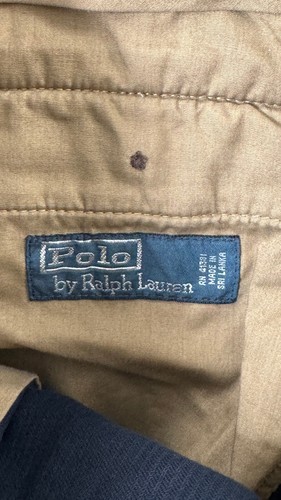 Polo
by Ralph Lauren
RN 41381
MADE IN
SRI LANKA